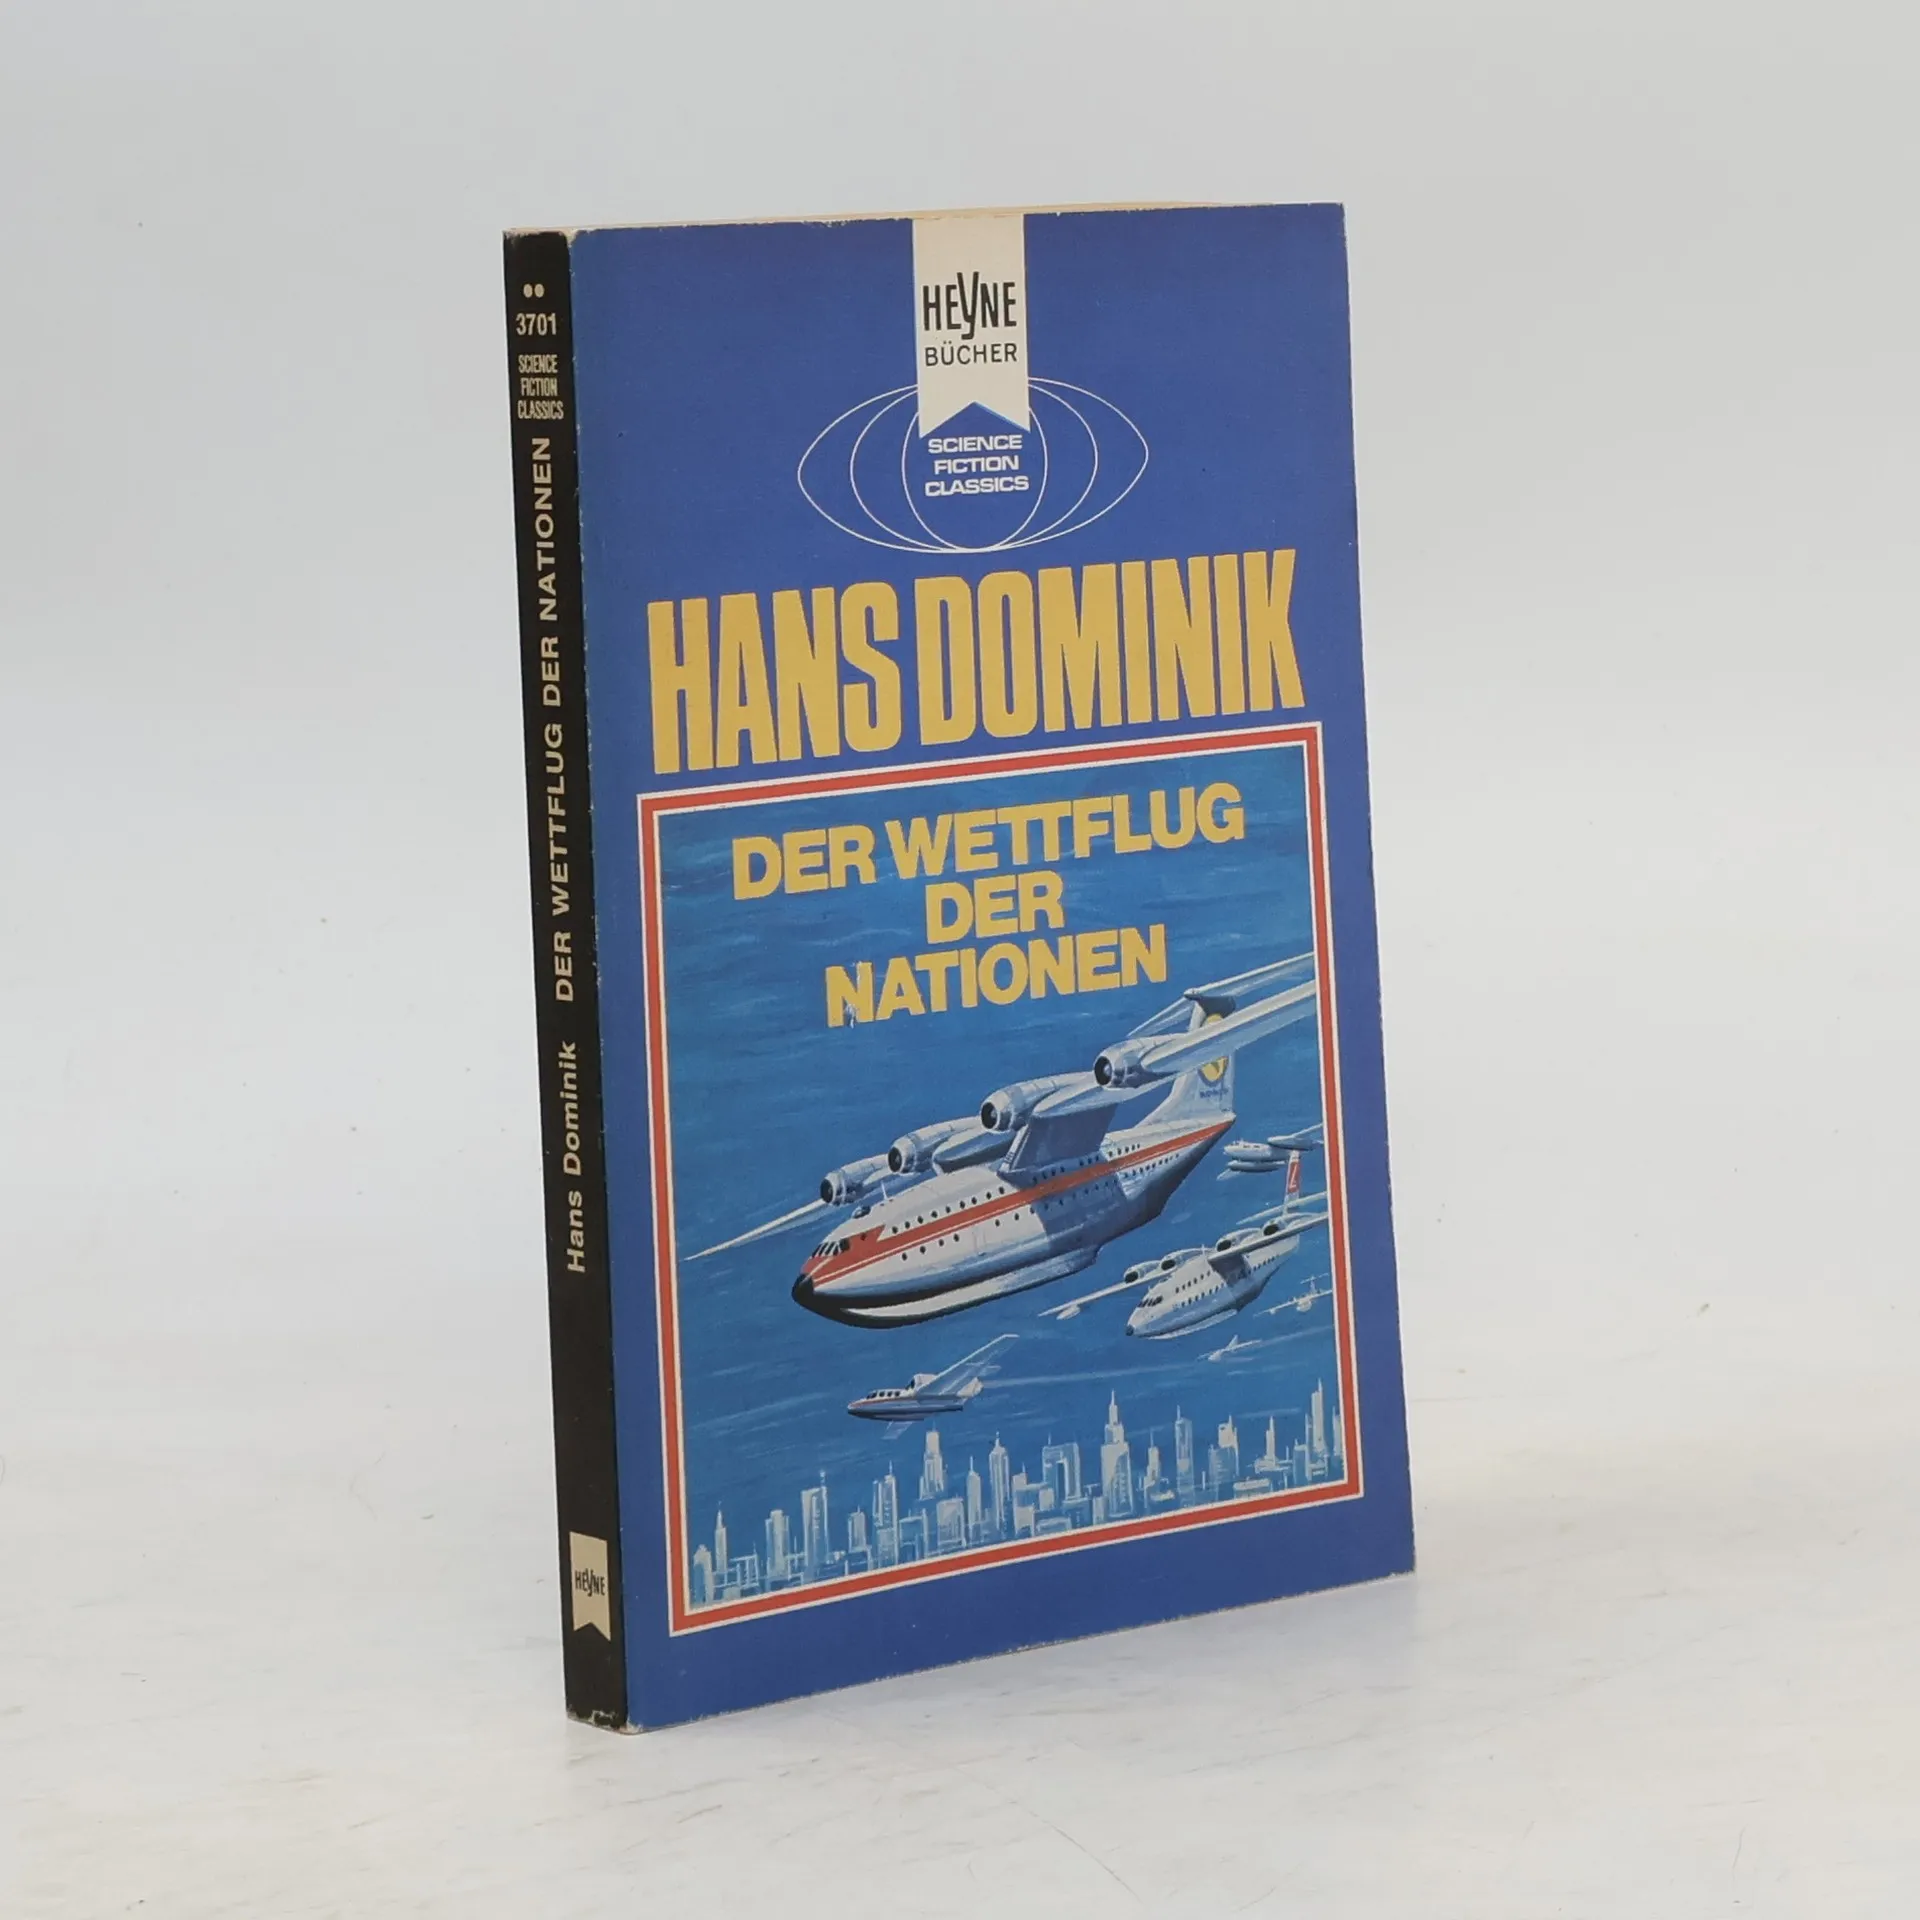 ••
3701
SCIENCE
FICTION
CLASSICS
Hans Dominik DER WETTFLUG DER NATIONEN
HEYNE
HEYNE
BÜCHER
SCIENCE
FICTION
CLASSICS
HANS DOMINIK
DER WETTFLUG
DER
NATIONEN